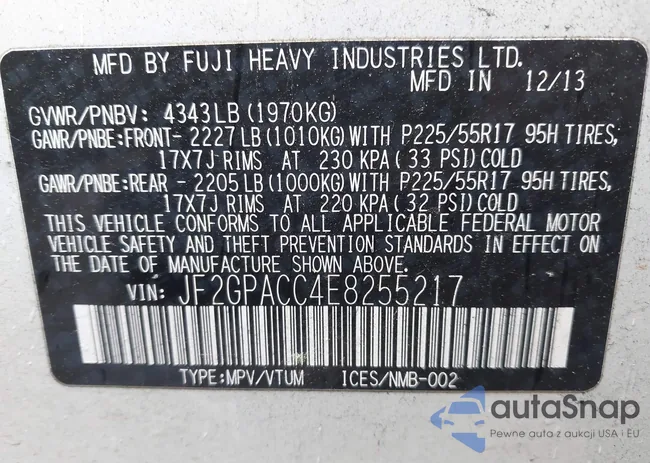 MFD BY FUJI HEAVY INDUSTRIES LTD.
MFD IN 12/13
GVWR/PNBV: 4343LB (1970KG)
GAWR/PNBE:FRONT- 2227LB (1010KG) WITH P225/55R17 95H TIRES,
17X7J RIMS AT 230 KPA ( 33 PSI) COLD
GAWR/PNBE:REAR - 2205LB (1000KG) WITH P225/55R17 95H TIRES,
17X7J RIMS AT 220 KPA ( 32 PSI) COLD
THIS VEHICLE CONFORMS TO ALL APPLICABLE FEDERAL MOTOR
VEHICLE SAFETY AND THEFT PREVENTION STANDARDS IN EFFECT ON
THE DATE OF MANUFACTURE SHOWN ABOVE.
VIN: JF2GPACC4E8255217
TYPE:MPV/VTUM ICES/NMB-002
autaSnap
Pewne auta z aukcji USA i EU